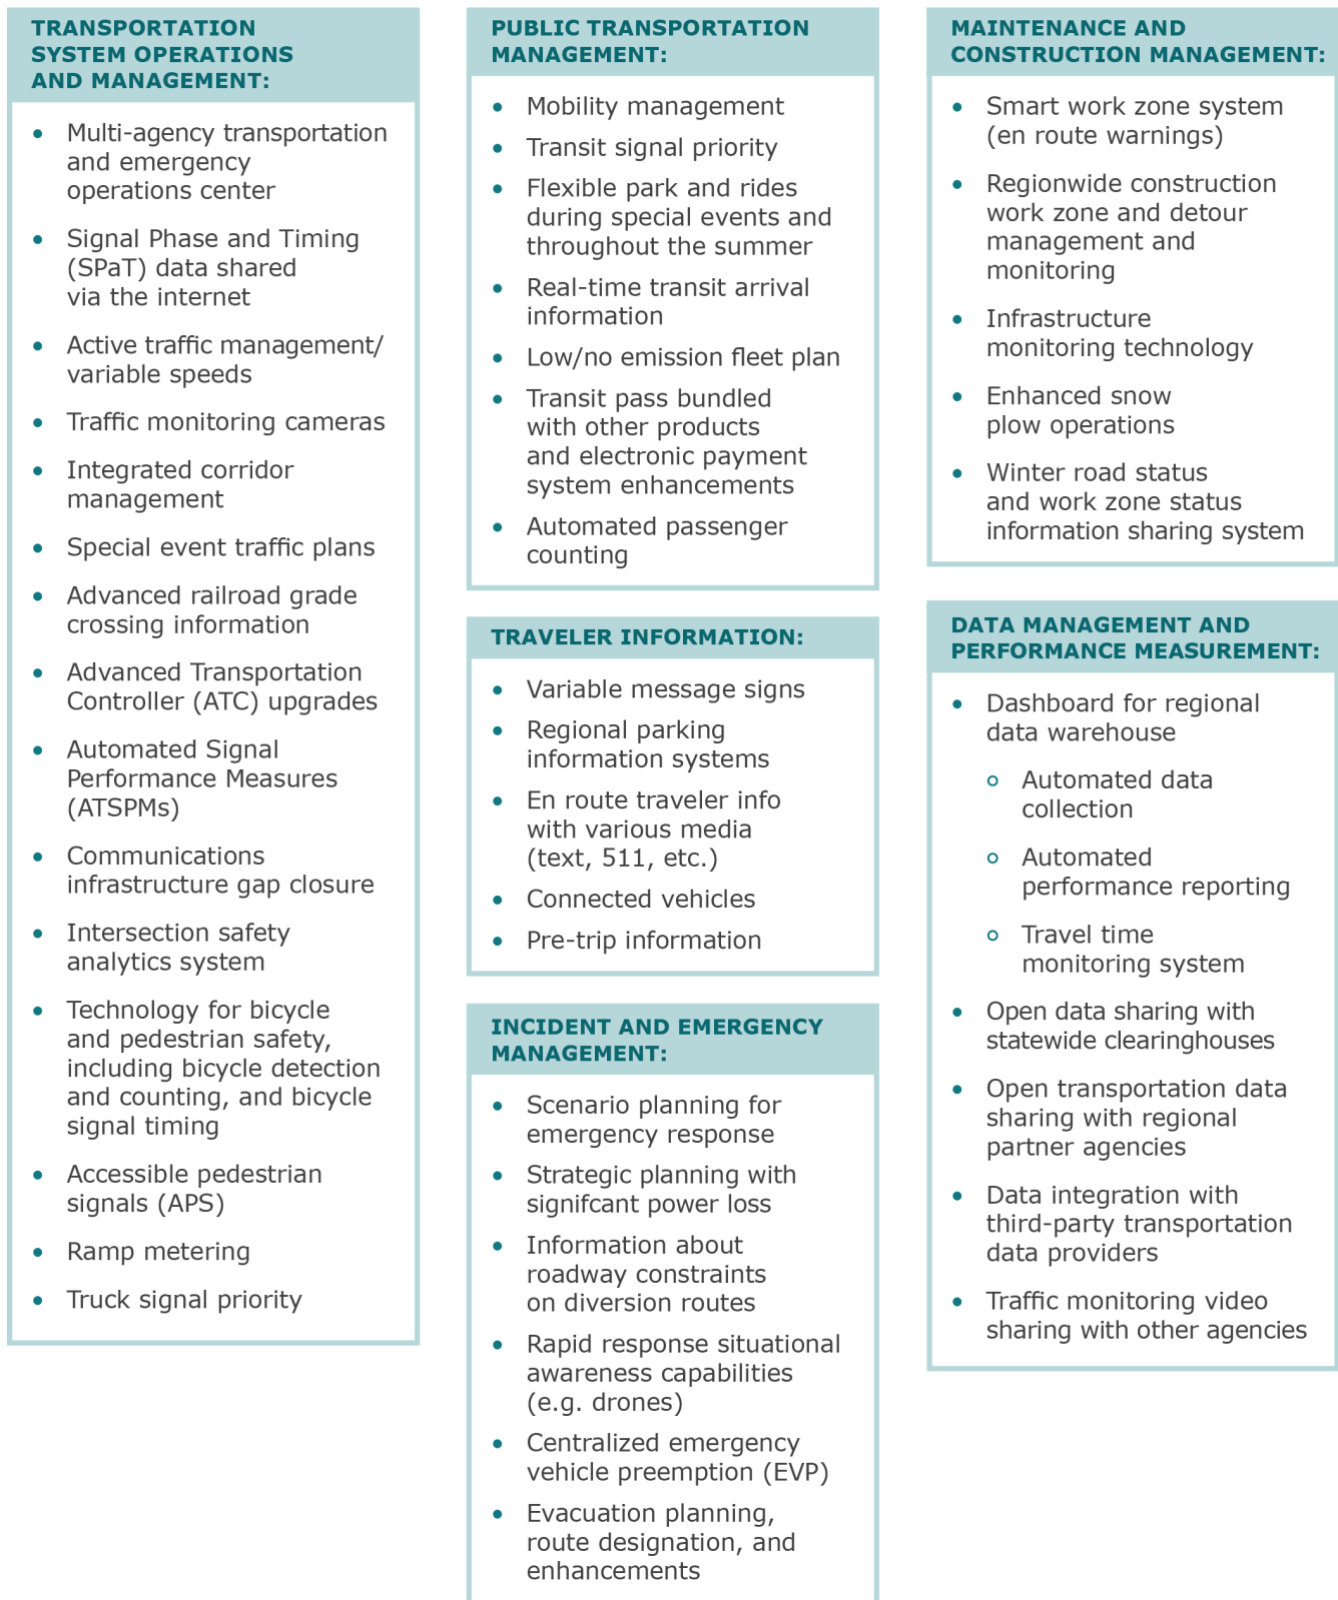 TRANSPORTATION
SYSTEM OPERATIONS
AND MANAGEMENT:
• Multi-agency transportation
and emergency
operations center
• Signal Phase and Timing
(SPaT) data shared
via the internet
• Active traffic management/
variable speeds
• Traffic monitoring cameras
• Integrated corridor
management
• Special event traffic plans
• Advanced railroad grade
crossing information
• Advanced Transportation
Controller (ATC) upgrades
• Automated Signal
Performance Measures
(ATSPMs)
• Communications
infrastructure gap closure
• Intersection safety
analytics system
• Technology for bicycle
and pedestrian safety,
including bicycle detection
and counting, and bicycle
signal timing
• Accessible pedestrian
signals (APS)
• Ramp metering
• Truck signal priority
PUBLIC TRANSPORTATION
MANAGEMENT:
• Mobility management
• Transit signal priority
• Flexible park and rides
during special events and
throughout the summer
• Real-time transit arrival
information
• Low/no emission fleet plan
• Transit pass bundled
with other products
and electronic payment
system enhancements
• Automated passenger
counting
TRAVELER INFORMATION:
• Variable message signs
• Regional parking
information systems
• En route traveler info
with various media
(text, 511, etc.)
• Connected vehicles
• Pre-trip information
INCIDENT AND EMERGENCY
MANAGEMENT:
• Scenario planning for
emergency response
• Strategic planning with
signifcant power loss
• Information about
roadway constraints
on diversion routes
• Rapid response situational
awareness capabilities
(e.g. drones)
• Centralized emergency
vehicle preemption (EVP)
• Evacuation planning,
route designation, and
enhancements
MAINTENANCE AND
CONSTRUCTION MANAGEMENT:
• Smart work zone system
(en route warnings)
• Regionwide construction
work zone and detour
management and
monitoring
• Infrastructure
monitoring technology
• Enhanced snow
plow operations
• Winter road status
and work zone status
information sharing system
DATA MANAGEMENT AND
PERFORMANCE MEASUREMENT:
• Dashboard for regional
data warehouse
○ Automated data
collection
○ Automated
performance reporting
○ Travel time
monitoring system
• Open data sharing with
statewide clearinghouses
• Open transportation data
sharing with regional
partner agencies
• Data integration with
third-party transportation
data providers
• Traffic monitoring video
sharing with other agencies